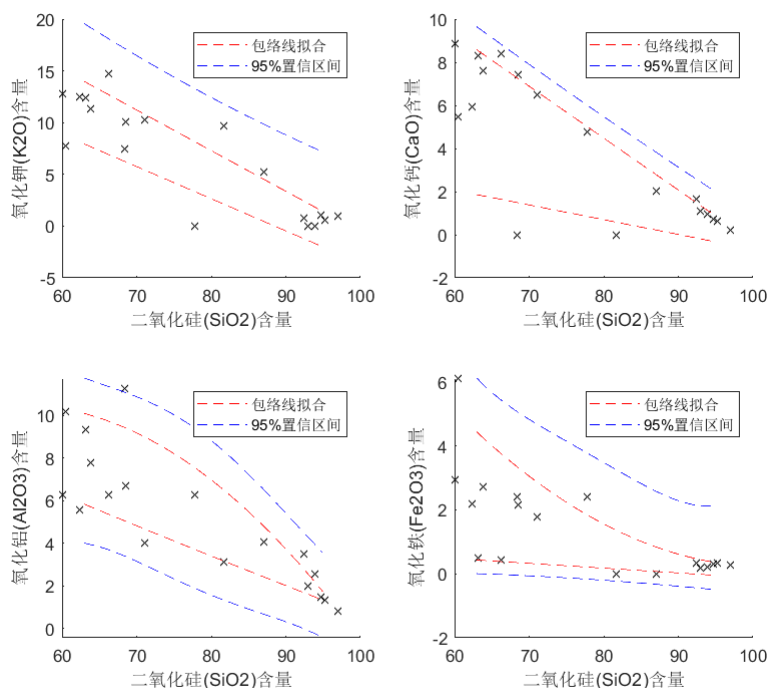 20
15
10
5
0
-5
60
70
80
90
100
氧化钾(K2O)含量
二氧化硅(SiO2)含量
包络线拟合
95%置信区间
10
8
6
4
2
0
-2
60
70
80
90
100
氧化钙(CaO)含量
二氧化硅(SiO2)含量
包络线拟合
95%置信区间
10
8
6
4
2
0
60
70
80
90
100
氧化铝(Al2O3)含量
二氧化硅(SiO2)含量
包络线拟合
95%置信区间
6
4
2
0
-2
60
70
80
90
100
氧化铁(Fe2O3)含量
二氧化硅(SiO2)含量
包络线拟合
95%置信区间